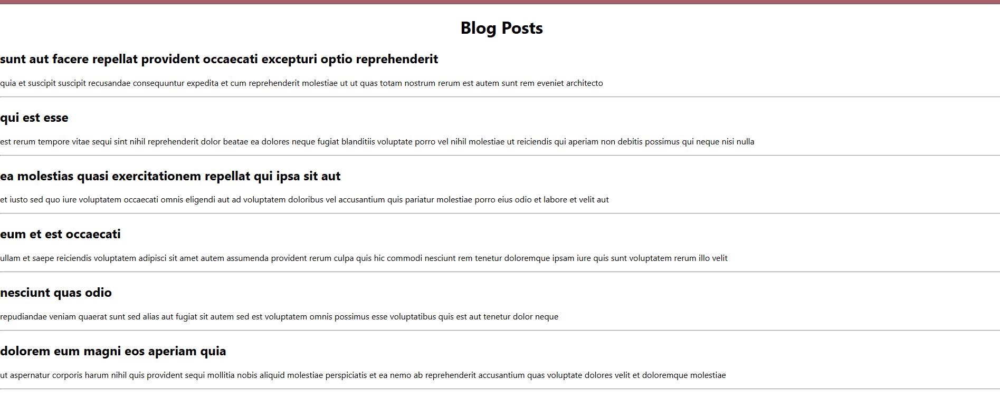 Blog Posts
sunt aut facere repellat provident occaecati excepturi optio reprehenderit
quia et suscipit suscipit recusandae consequuntur expedita et cum reprehenderit molestiae ut ut quas totam nostrum rerum est autem sunt rem eveniet architecto
qui est esse
est rerum tempore vitae sequi sint nihil reprehenderit dolor beatae ea dolores neque fugiat blanditiis voluptate porro vel nihil molestiae ut reiciendis qui aperiam non debitis possimus qui neque nisi nulla
ea molestias quasi exercitationem repellat qui ipsa sit aut
et iusto sed quo iure voluptatem occaecati omnis eligendi aut ad voluptatem doloribus vel accusantium quis pariatur molestiae porro eius odio et labore et velit aut
eum et est occaecati
ullam et saepe reiciendis voluptatem adipisci sit amet autem assumenda provident rerum culpa quis hic commodi nesciunt rem tenetur doloremque ipsam iure quis sunt voluptatem rerum illo velit
nesciunt quas odio
repudiandae veniam quaerat sunt sed alias aut fugiat sit autem sed est voluptatem omnis possimus esse voluptatibus quis est aut tenetur dolor neque
dolorem eum magni eos aperiam quia
ut aspernatur corporis harum nihil quis provident sequi mollitia nobis aliquid molestiae perspiciatis et ea nemo ab reprehenderit accusantium quas voluptate dolores velit et doloremque molestiae